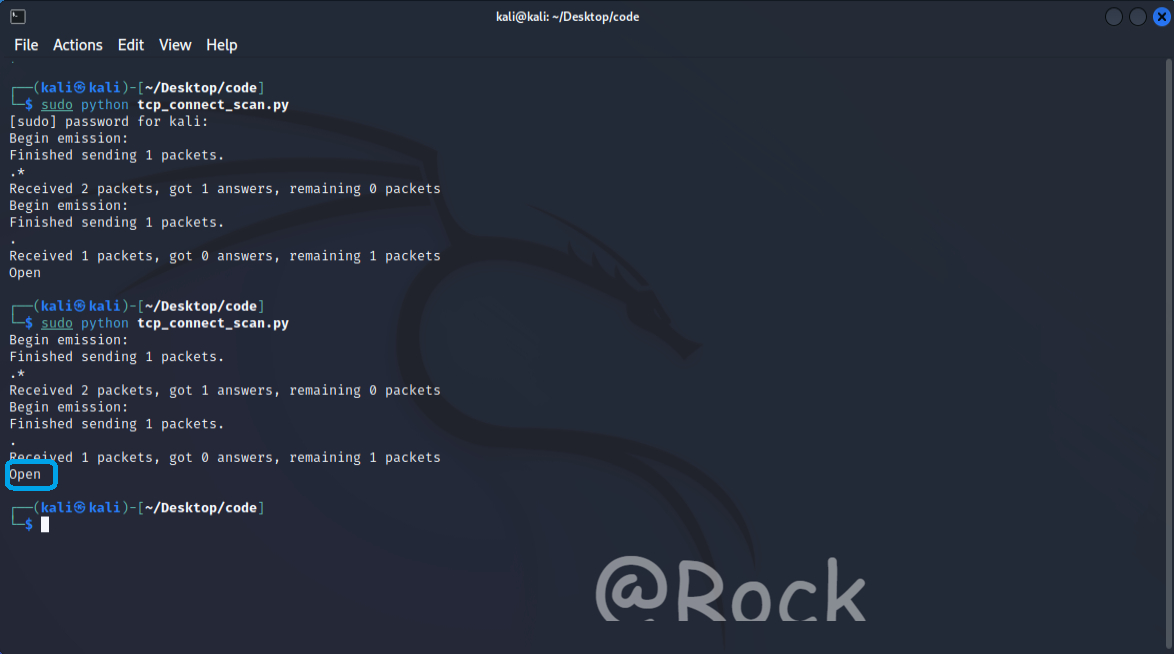 kali@kali: ~/Desktop/code
File Actions Edit View Help
┌──(kali㉿kali)-[~/Desktop/code]
└─$ sudo python tcp_connect_scan.py
[sudo] password for kali:
Begin emission:
Finished sending 1 packets.
.*
Received 2 packets, got 1 answers, remaining 0 packets
Begin emission:
Finished sending 1 packets.
.
Received 1 packets, got 0 answers, remaining 1 packets
Open
┌──(kali㉿kali)-[~/Desktop/code]
└─$ sudo python tcp_connect_scan.py
Begin emission:
Finished sending 1 packets.
.*
Received 2 packets, got 1 answers, remaining 0 packets
Begin emission:
Finished sending 1 packets.
.
Received 1 packets, got 0 answers, remaining 1 packets
Open
┌──(kali㉿kali)-[~/Desktop/code]
└─$
@Rock